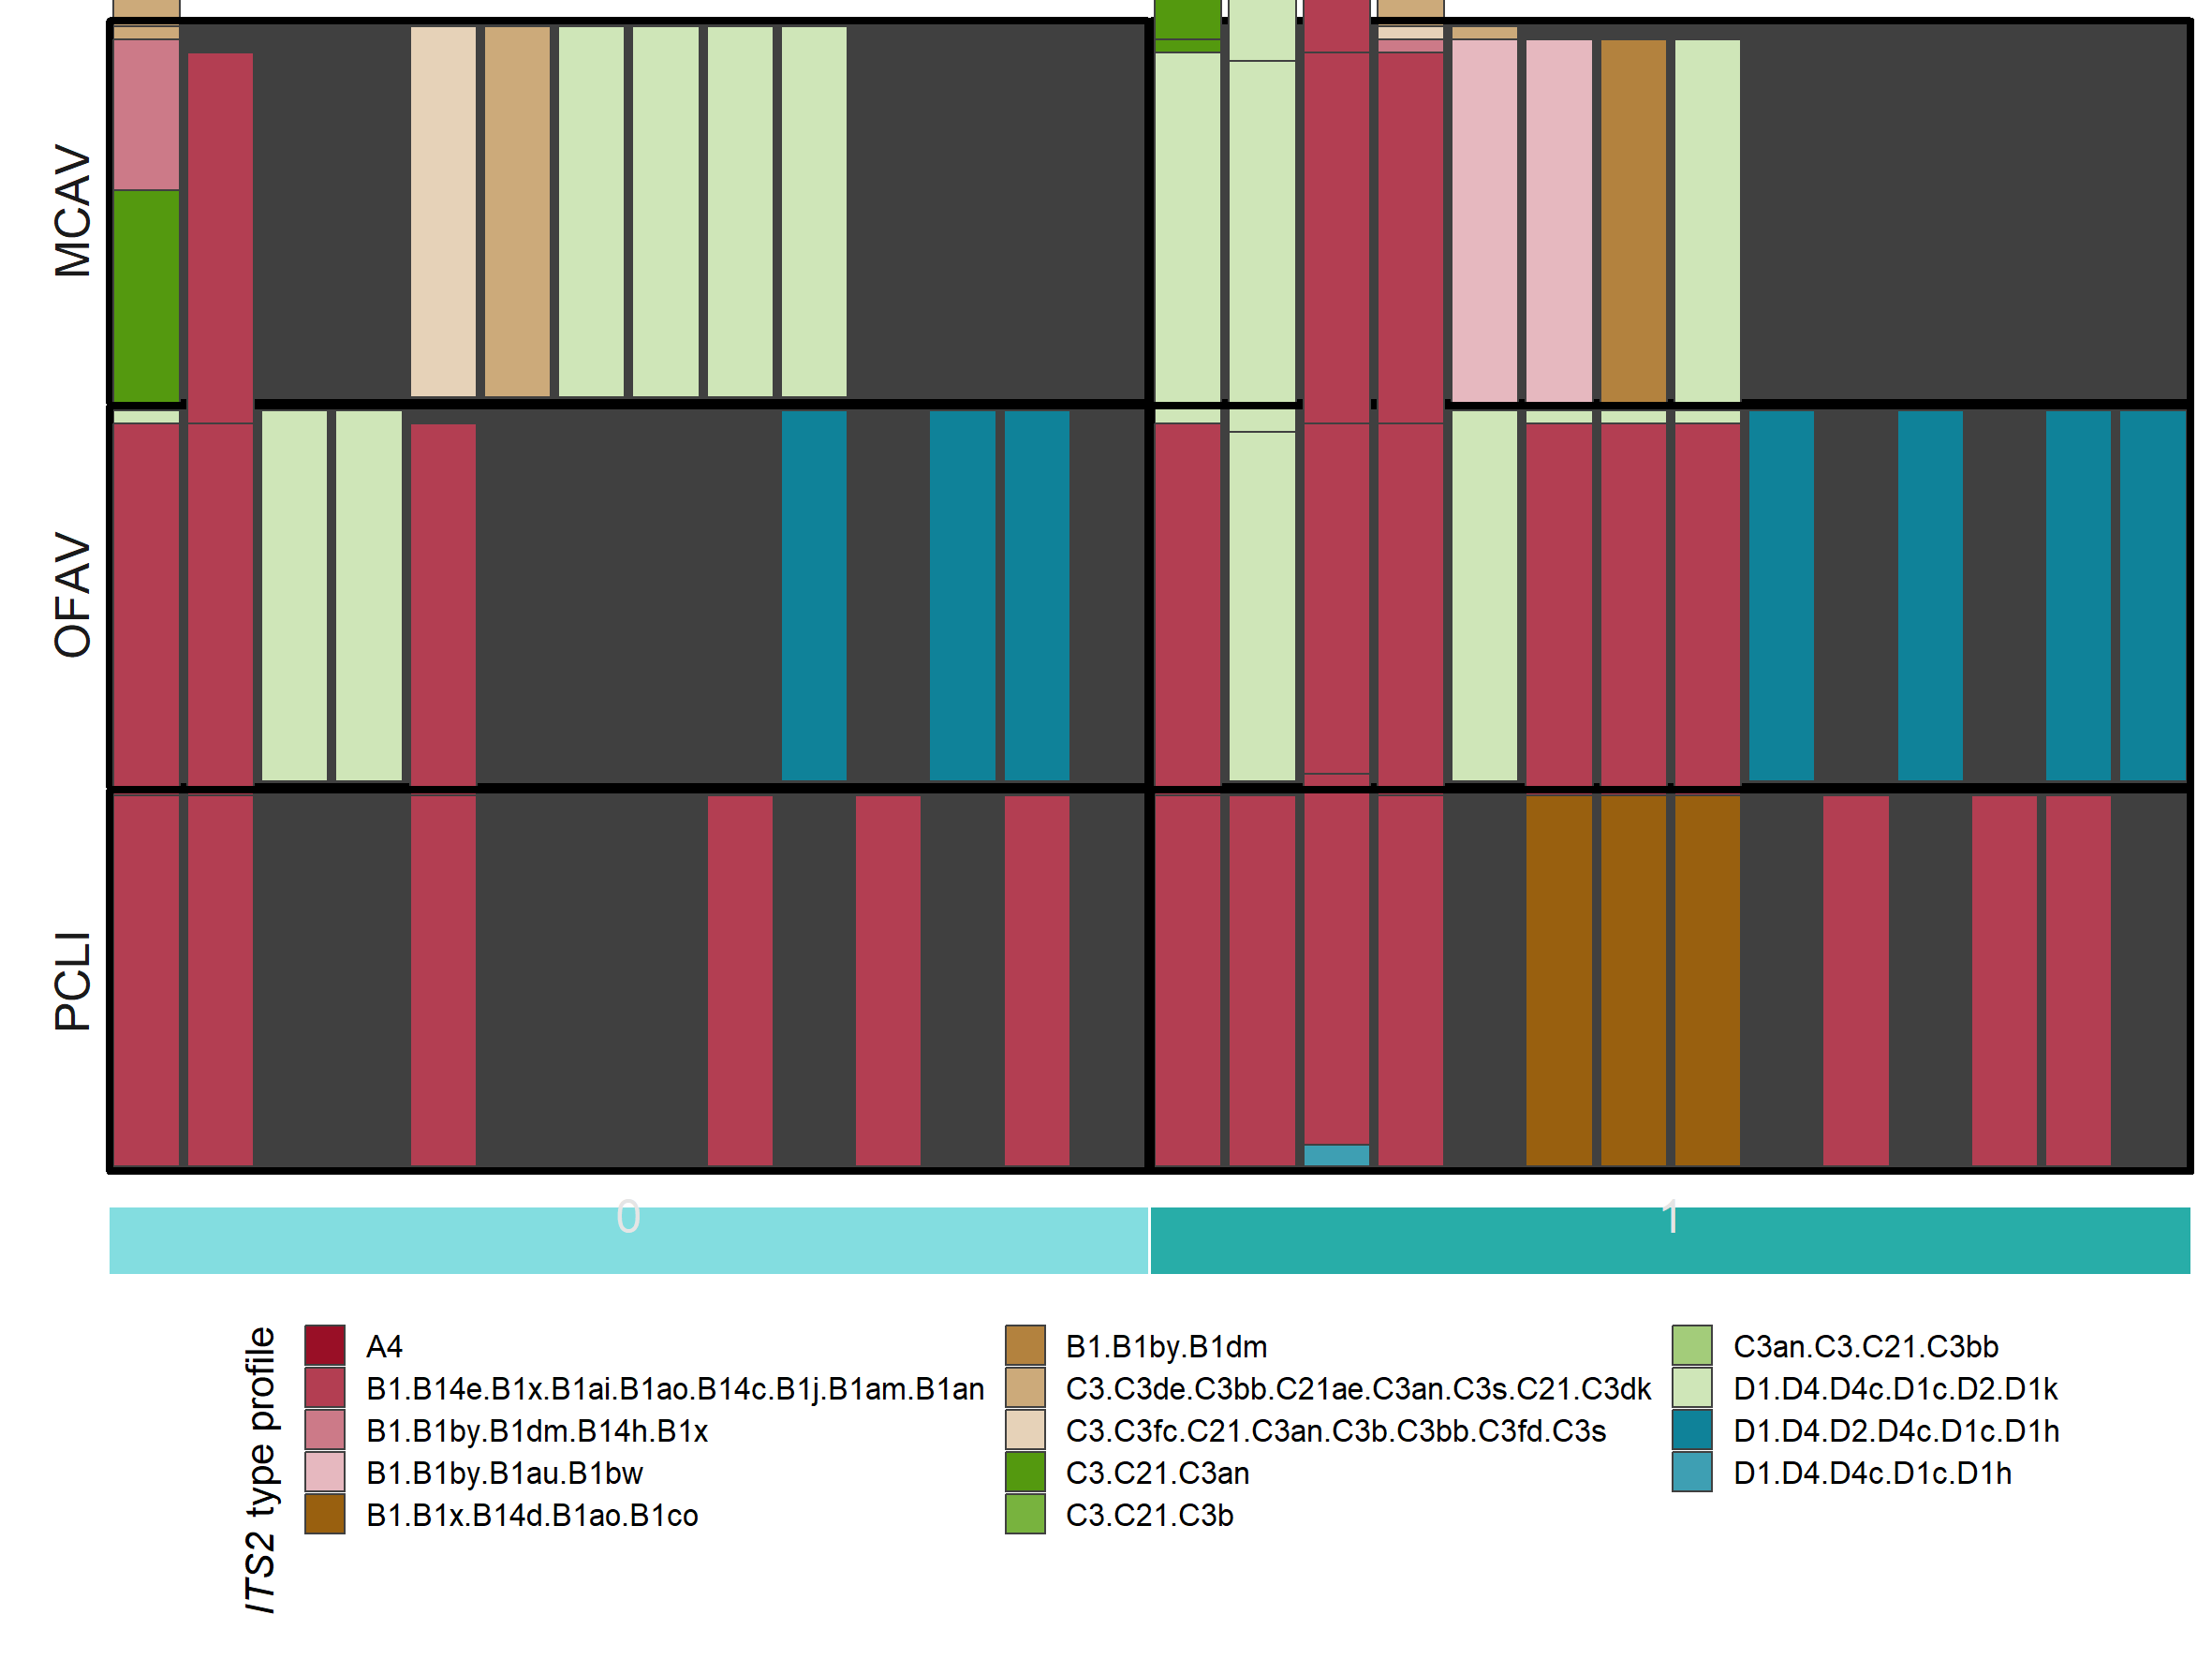 MCAV
OFAV
PCLI
0
1
ITS2 type profile
A4
B1.B14e.B1x.B1ai.B1ao.B14c.B1j.B1am.B1an
B1.B1by.B1dm.B14h.B1x
B1.B1by.B1au.B1bw
B1.B1x.B14d.B1ao.B1co
B1.B1by.B1dm
C3.C3de.C3bb.C21ae.C3an.C3s.C21.C3dk
C3.C3fc.C21.C3an.C3b.C3bb.C3fd.C3s
C3.C21.C3an
C3.C21.C3b
C3an.C3.C21.C3bb
D1.D4.D4c.D1c.D2.D1k
D1.D4.D2.D4c.D1c.D1h
D1.D4.D4c.D1c.D1h